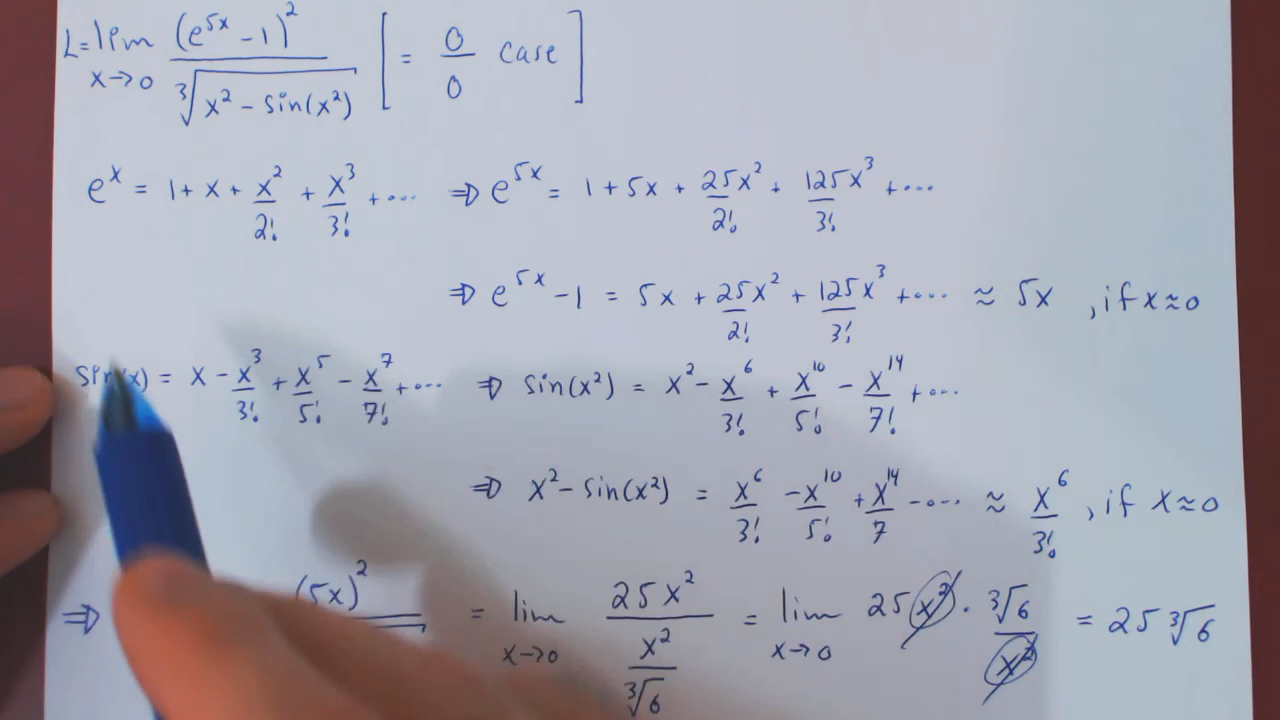 L = lim x→0 (e^5x - 1)^2 / ∛(x^2 - sin(x^2)) [ = 0/0 case ]
e^x = 1 + x + x^2/2! + x^3/3! + .... ⇒ e^5x = 1 + 5x + 25x^2/2! + 125x^3/3! + ....
⇒ e^5x - 1 = 5x + 25x^2/2! + 125x^3/3! + .... ≈ 5x , if x ≈ 0
sin(x) = x - x^3/3! + x^5/5! - x^7/7! + .... ⇒ sin(x^2) = x^2 - x^6/3! + x^10/5! - x^14/7! + ....
⇒ x^2 - sin(x^2) = x^6/3! - x^10/5! + x^14/7 - .... ≈ x^6/3! , if x ≈ 0
⇒ (5x)^2 = lim x→0 25x^2 / (x^2/∛6) = lim x→0 25 x^2 · ∛6/x^2 = 25 ∛6